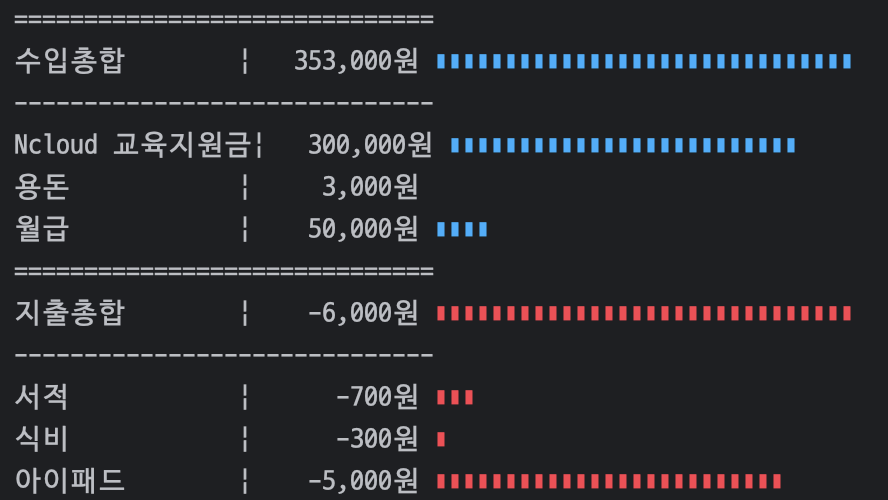 ==============================
수입총합        ¦   353,000원
------------------------------
Ncloud 교육지원금¦   300,000원
용돈            ¦     3,000원
월급            ¦    50,000원
==============================
지출총합        ¦    -6,000원
------------------------------
서적            ¦      -700원
식비            ¦      -300원
아이패드        ¦    -5,000원